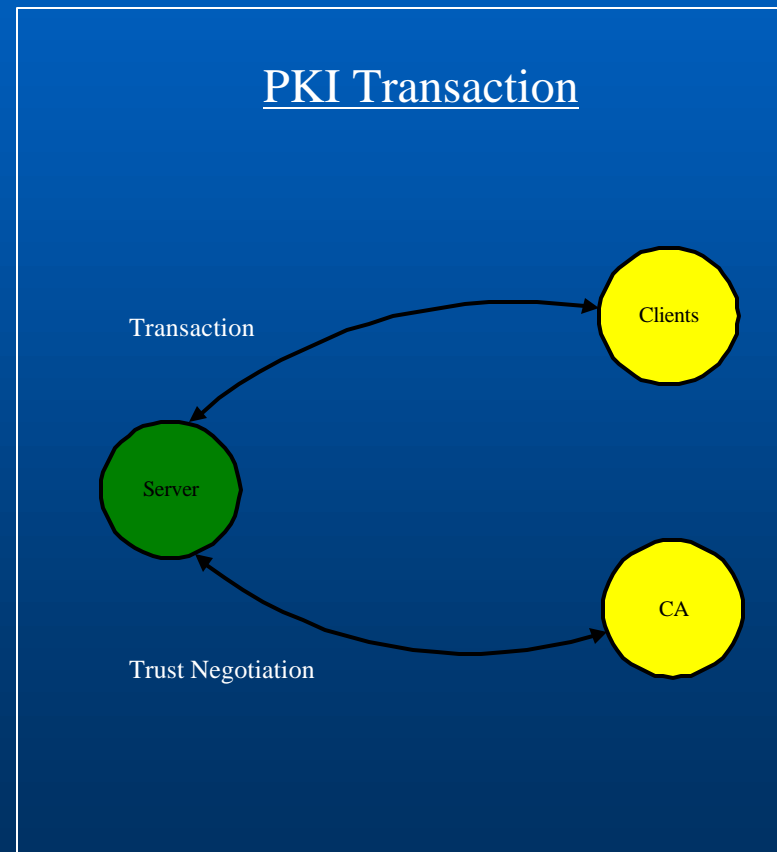 PKI Transaction
Transaction
Clients
Server
CA
Trust Negotiation